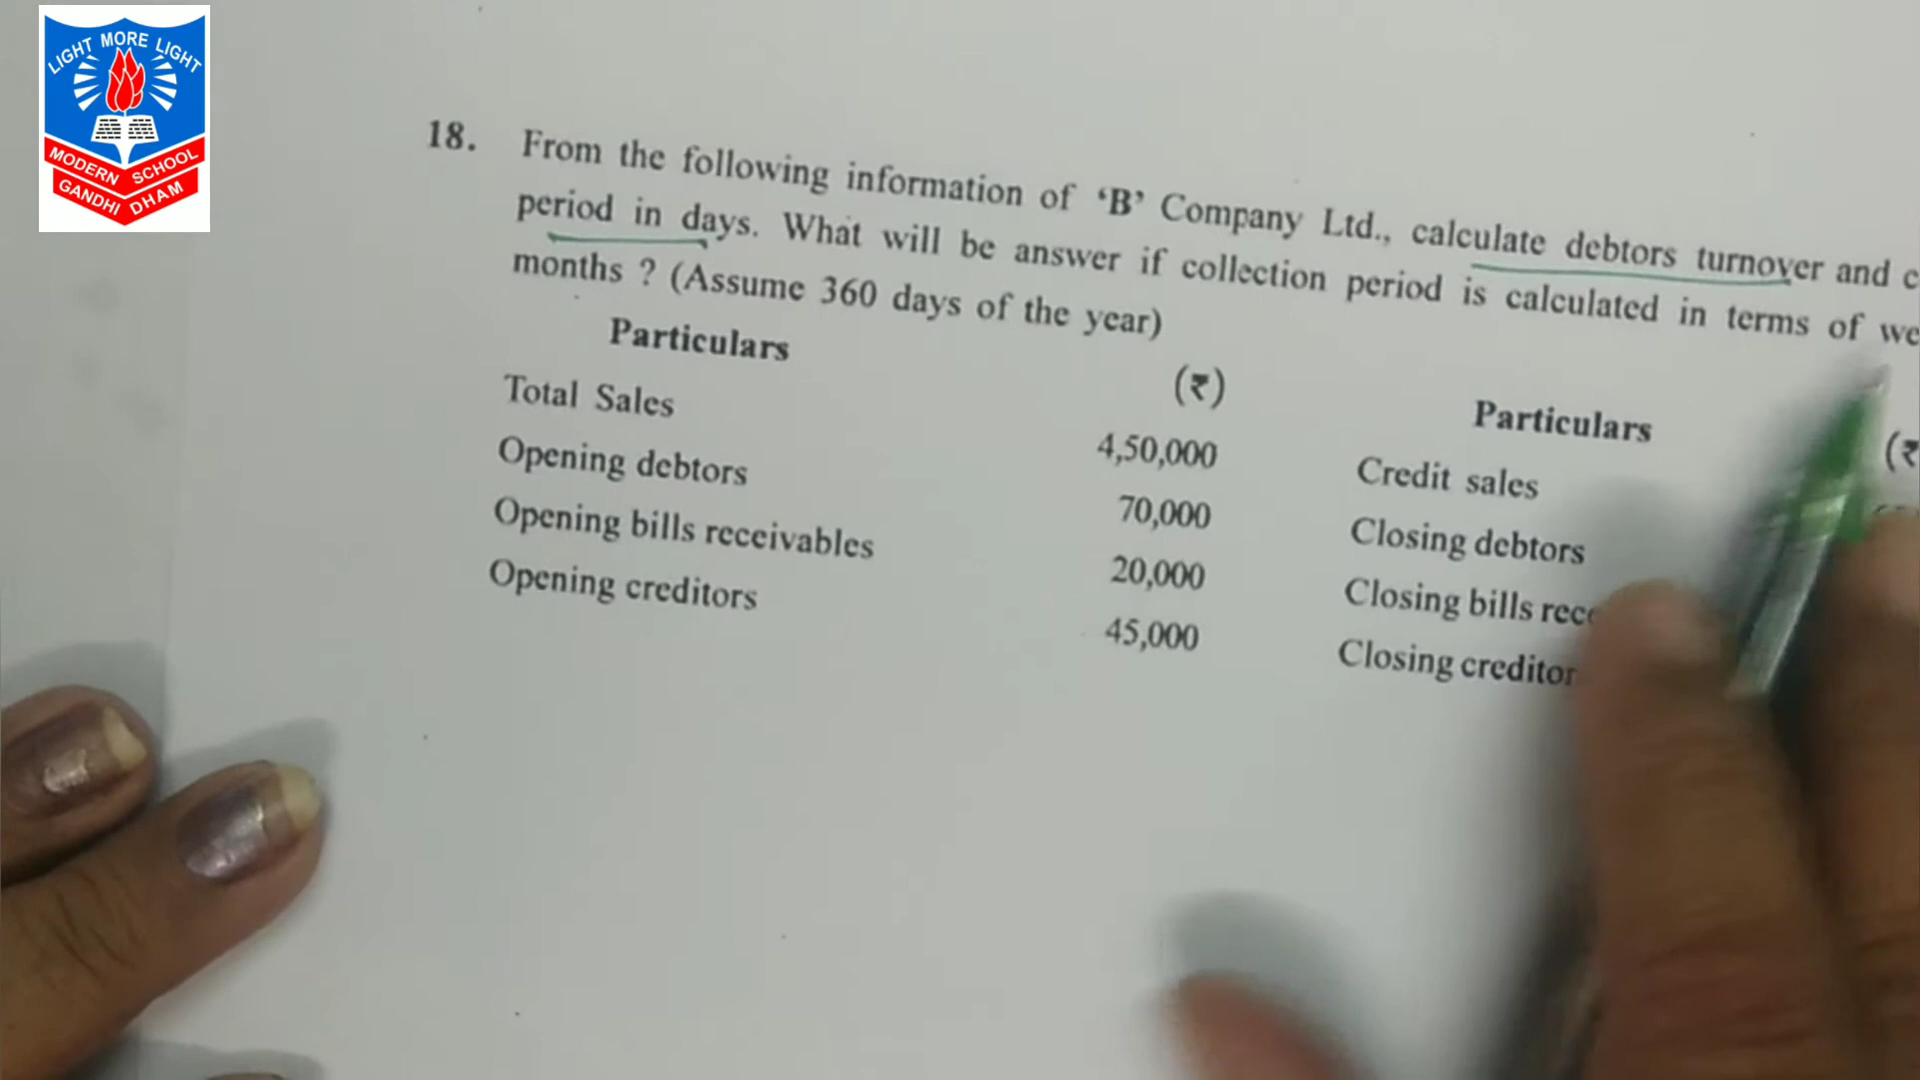 LIGHT MORE LIGHT
MODERN SCHOOL
GANDHI DHAM
18. From the following information of ‘B’ Company Ltd., calculate debtors turnover and
period in days. What will be answer if collection period is calculated in terms of
months ? (Assume 360 days of the year)
Particulars (₹) Particulars (₹
Total Sales 4,50,000 Credit sales
Opening debtors 70,000 Closing debtors
Opening bills receivables 20,000 Closing bills
Opening creditors 45,000 Closing